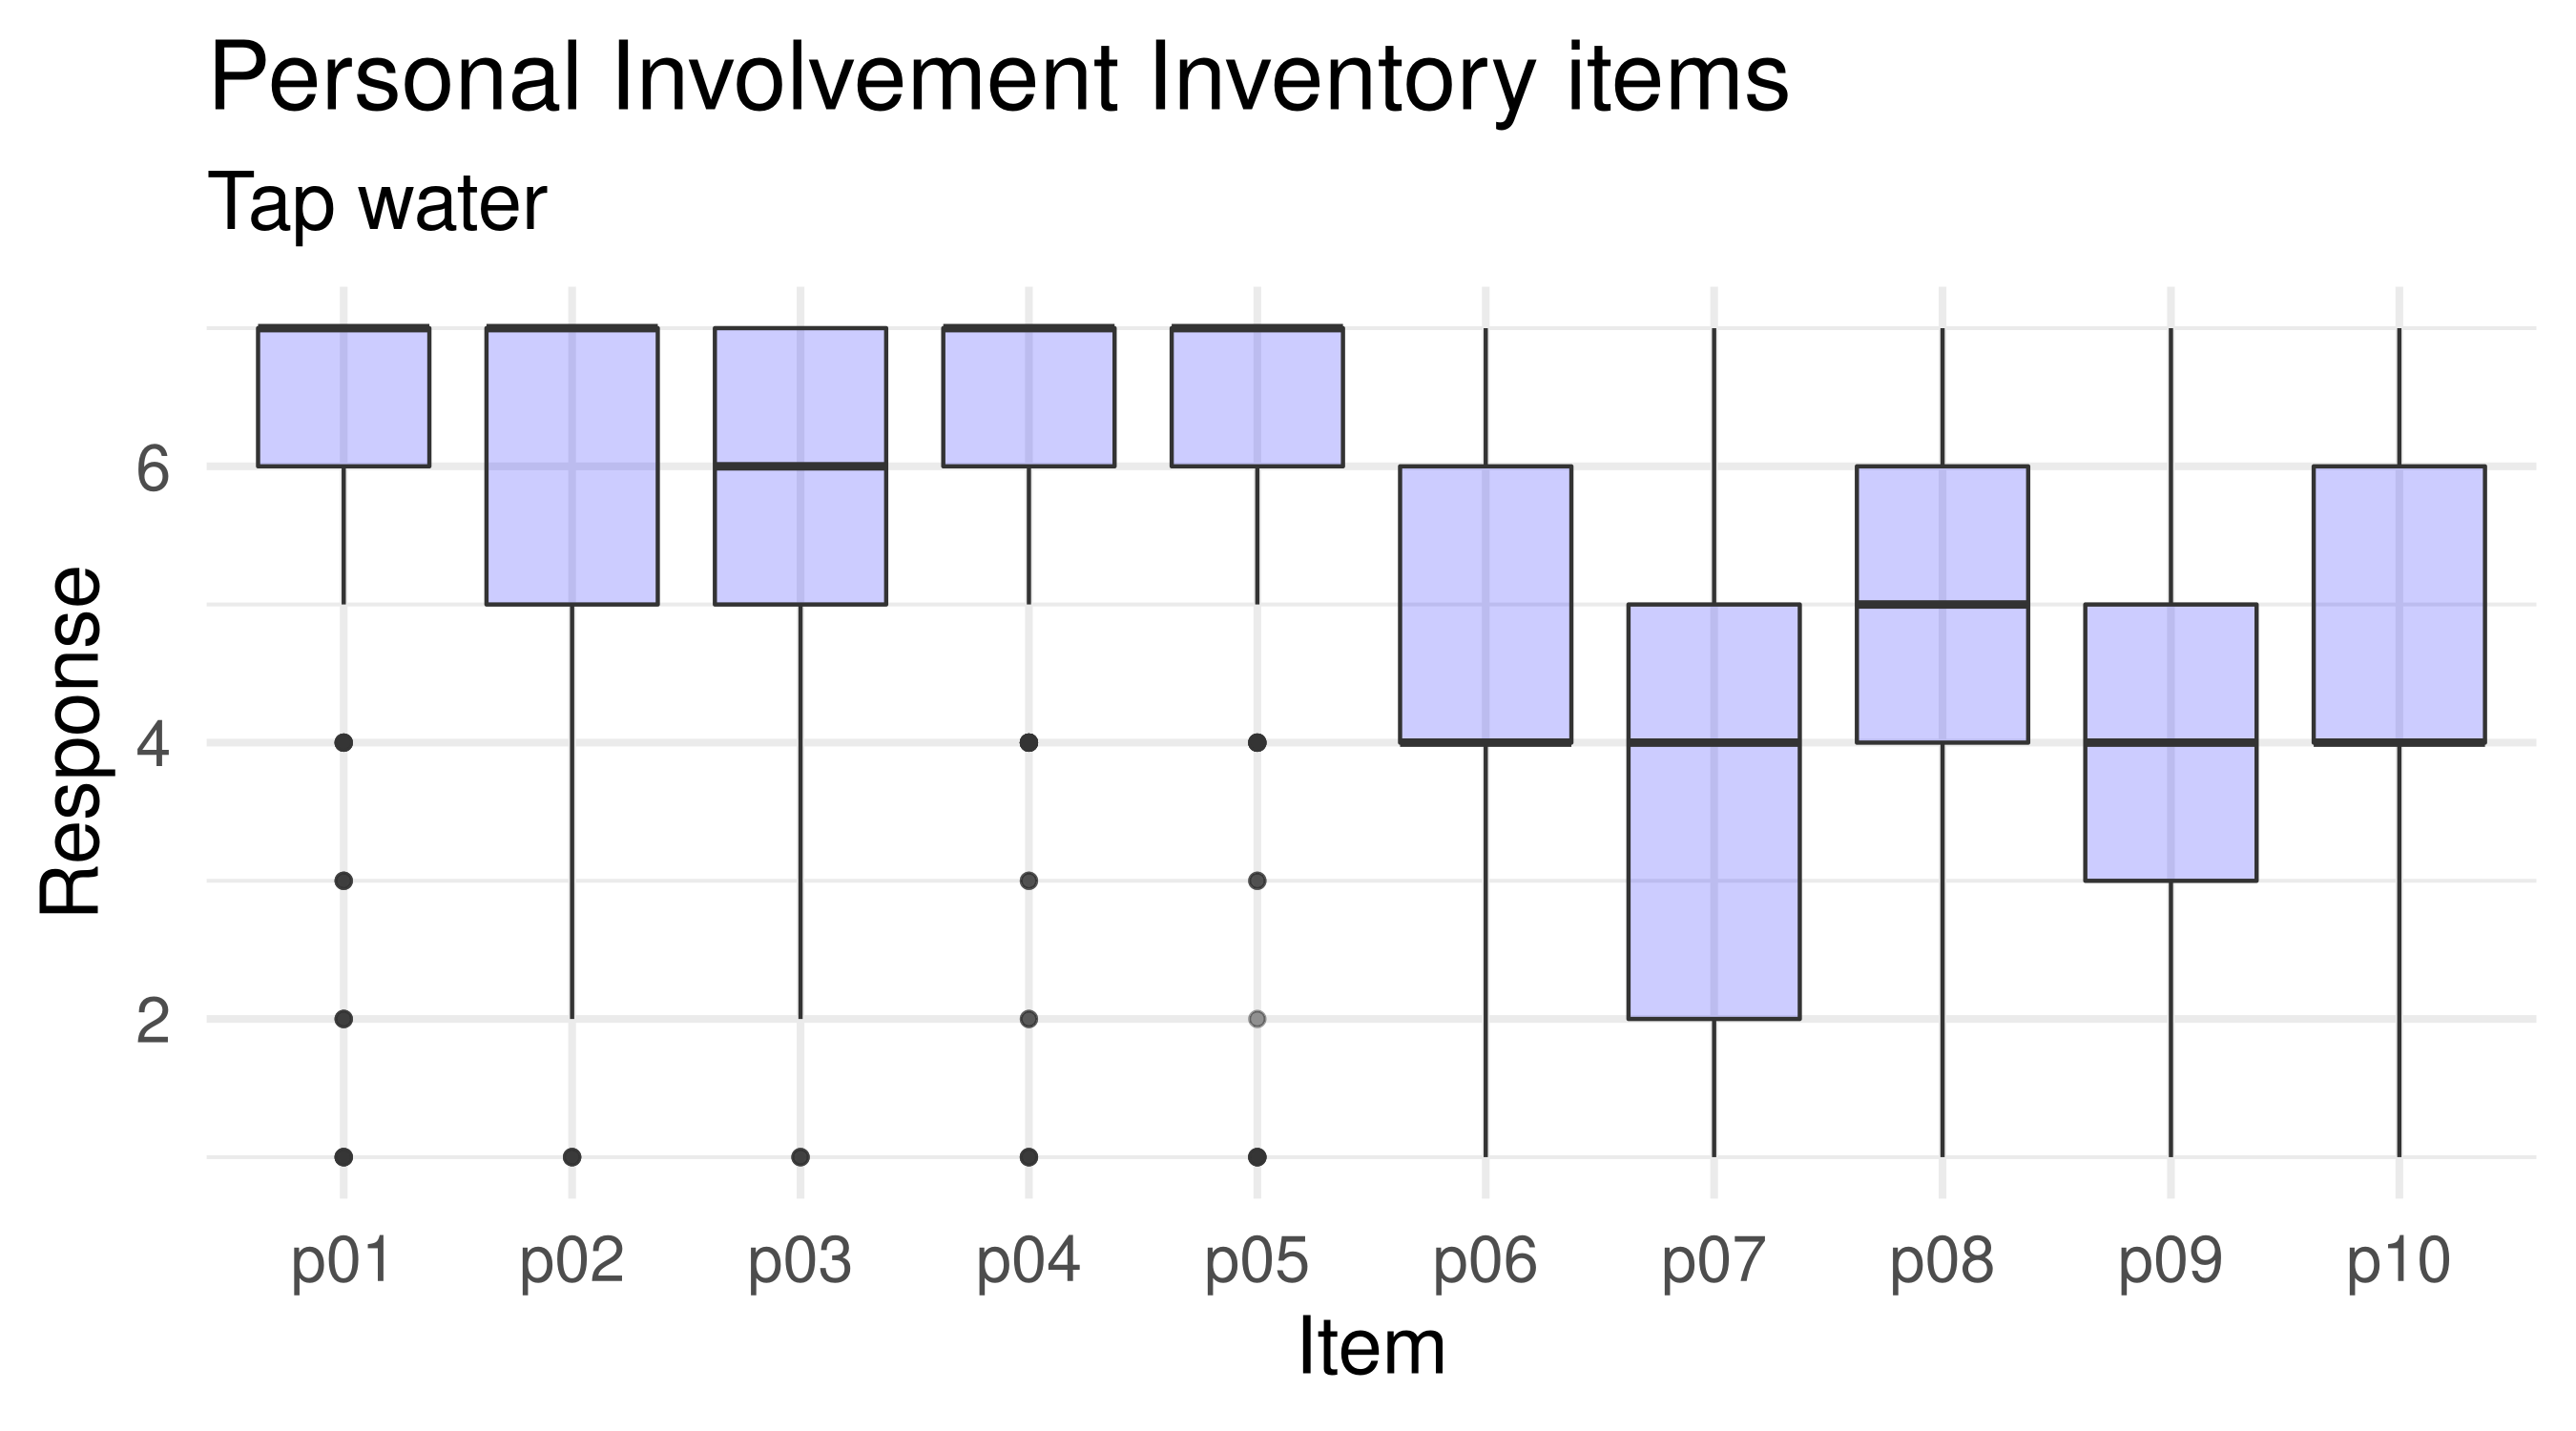 Personal Involvement Inventory items
Tap water
Response
6
4
2
p01 p02 p03 p04 p05 p06 p07 p08 p09 p10
Item